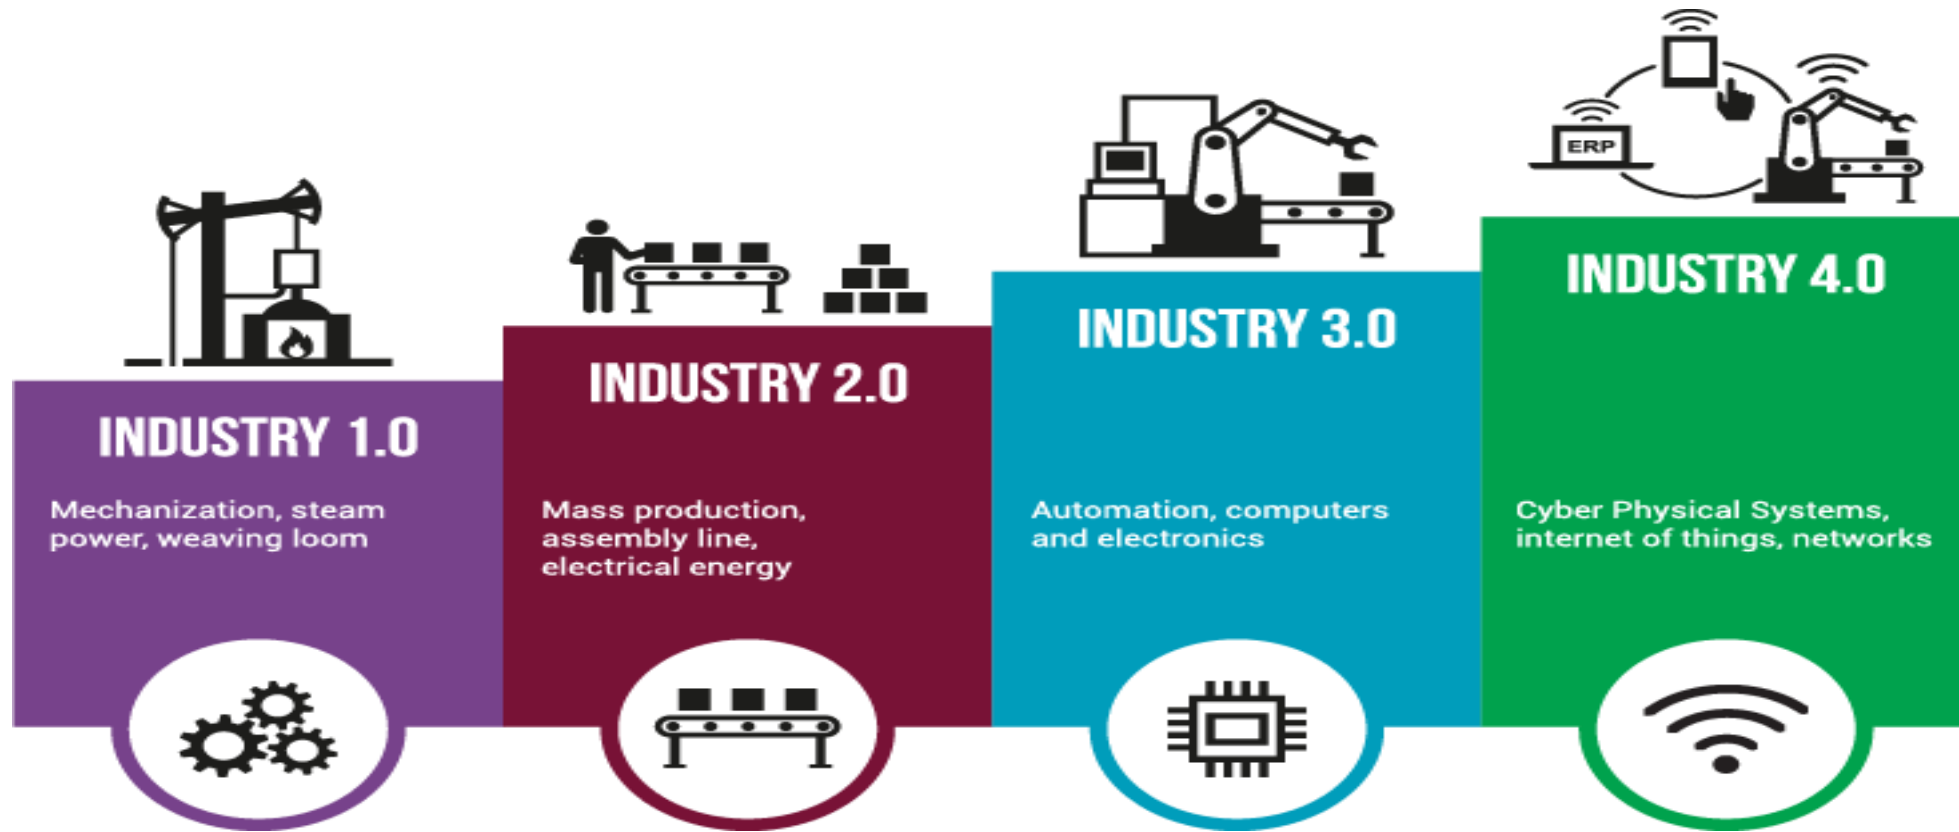 ERP
INDUSTRY 1.0
Mechanization, steam
power, weaving loom
INDUSTRY 2.0
Mass production,
assembly line,
electrical energy
INDUSTRY 3.0
Automation, computers
and electronics
INDUSTRY 4.0
Cyber Physical Systems,
internet of things, networks